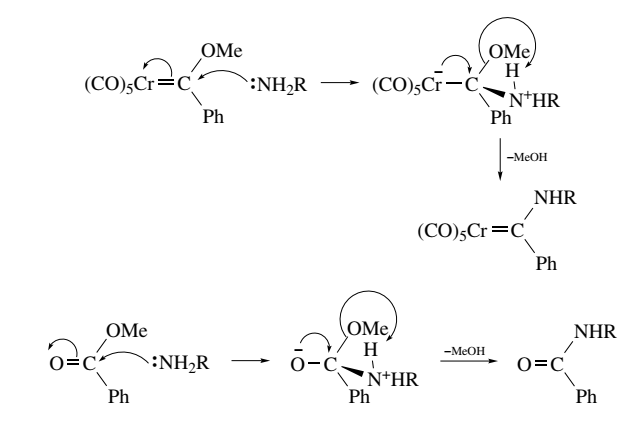 OMe
(CO)₅Cr=C :NH₂R
Ph
OMe
H
(CO)₅Cr⁻–C N⁺HR
Ph
–MeOH
NHR
(CO)₅Cr=C
Ph
OMe
O=C :NH₂R
Ph
OMe
H
O⁻–C N⁺HR
Ph
–MeOH
NHR
O=C
Ph